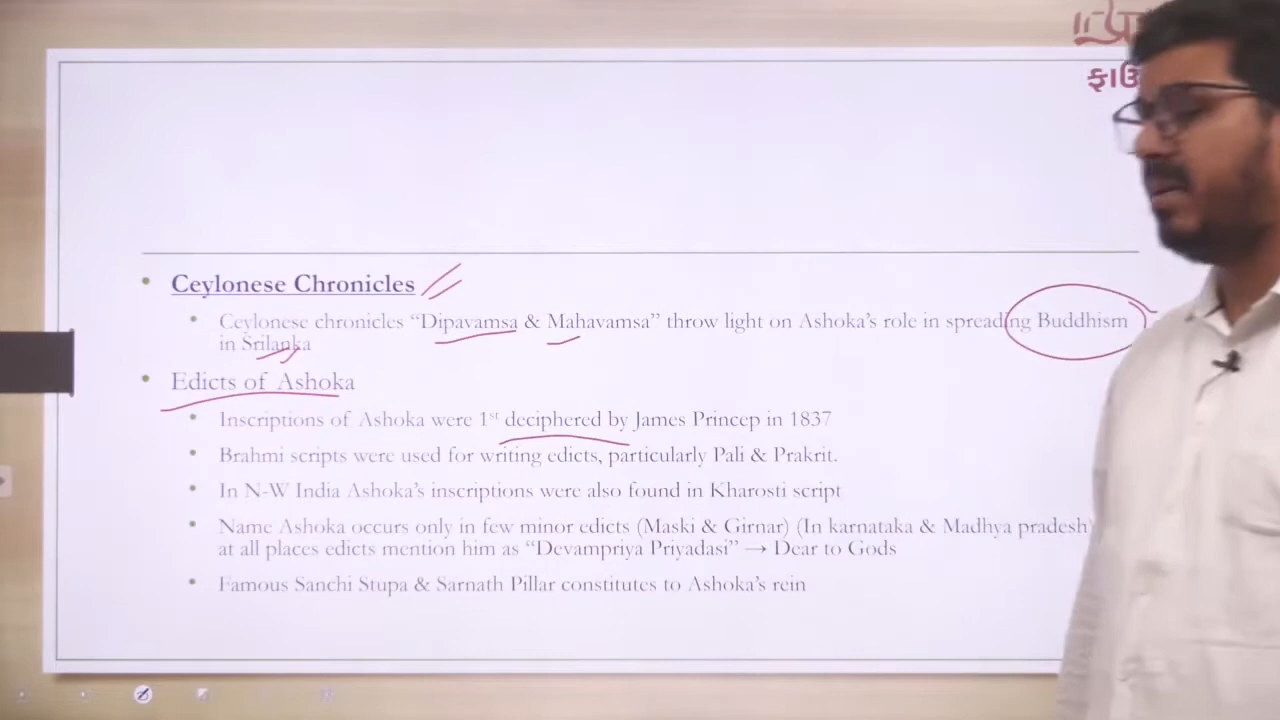 ફાઉ
Ceylonese Chronicles
Ceylonese chronicles “Dipavamsa & Mahavamsa” throw light on Ashoka’s role in spreading Buddhism
in Srilanka
Edicts of Ashoka
Inscriptions of Ashoka were 1st deciphered by James Princep in 1837
Brahmi scripts were used for writing edicts, particularly Pali & Prakrit.
In N-W India Ashoka’s inscriptions were also found in Kharosti script
Name Ashoka occurs only in few minor edicts (Maski & Girnar) (In karnataka & Madhya pradesh)
at all places edicts mention him as “Devampriya Priyadasi” → Dear to Gods
Famous Sanchi Stupa & Sarnath Pillar constitutes to Ashoka’s rein